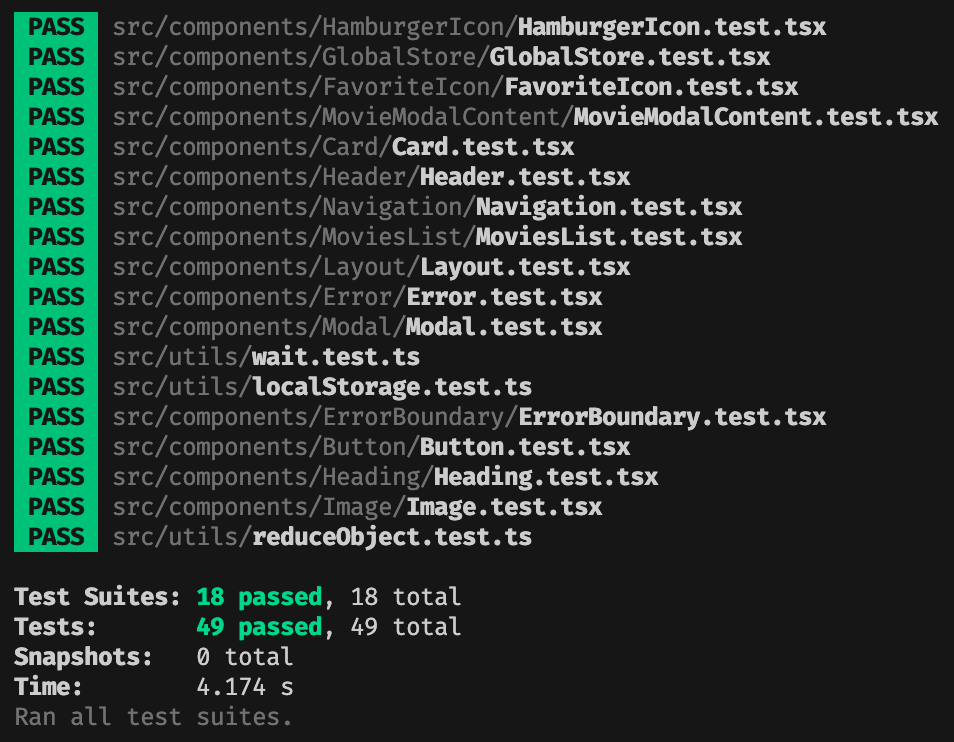 PASS src/components/HamburgerIcon/HamburgerIcon.test.tsx
PASS src/components/GlobalStore/GlobalStore.test.tsx
PASS src/components/FavoriteIcon/FavoriteIcon.test.tsx
PASS src/components/MovieModalContent/MovieModalContent.test.tsx
PASS src/components/Card/Card.test.tsx
PASS src/components/Header/Header.test.tsx
PASS src/components/Navigation/Navigation.test.tsx
PASS src/components/MoviesList/MoviesList.test.tsx
PASS src/components/Layout/Layout.test.tsx
PASS src/components/Error/Error.test.tsx
PASS src/components/Modal/Modal.test.tsx
PASS src/utils/wait.test.ts
PASS src/utils/localStorage.test.ts
PASS src/components/ErrorBoundary/ErrorBoundary.test.tsx
PASS src/components/Button/Button.test.tsx
PASS src/components/Heading/Heading.test.tsx
PASS src/components/Image/Image.test.tsx
PASS src/utils/reduceObject.test.ts
Test Suites: 18 passed, 18 total
Tests: 49 passed, 49 total
Snapshots: 0 total
Time: 4.174 s
Ran all test suites.